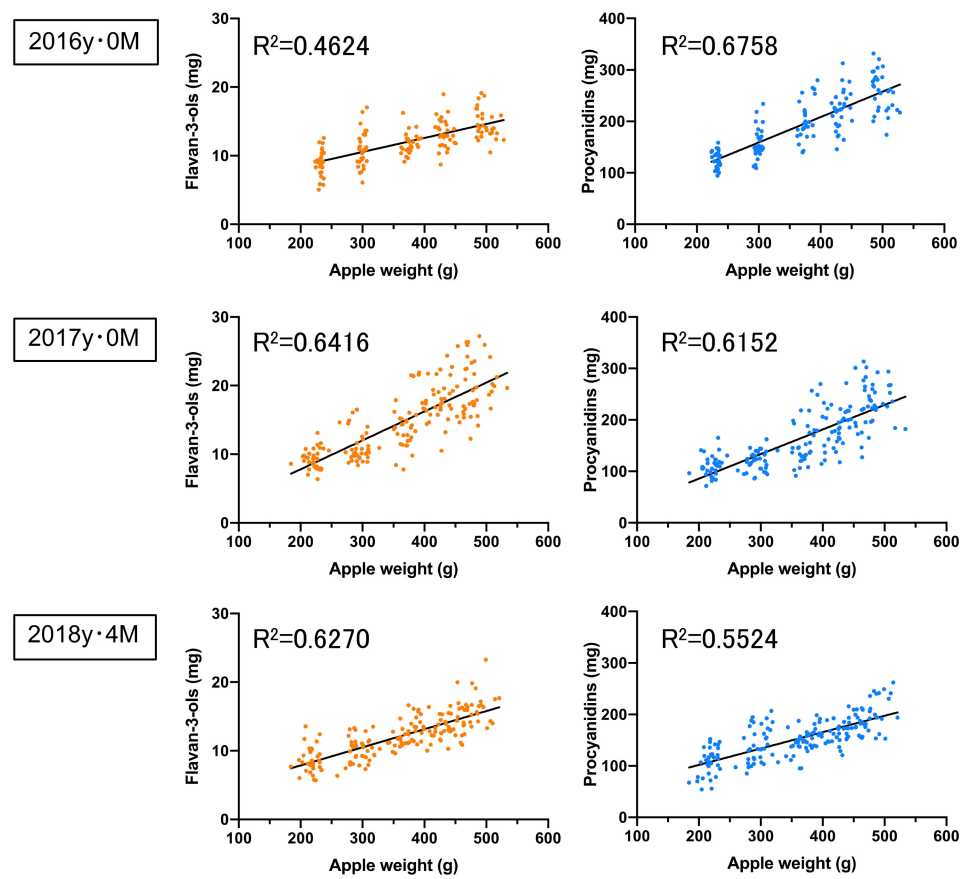 2016y・0M
R²=0.4624
Flavan-3-ols (mg)
30
20
10
0
100 200 300 400 500 600
Apple weight (g)
R²=0.6758
Procyanidins (mg)
400
300
200
100
0
100 200 300 400 500 600
Apple weight (g)
2017y・0M
R²=0.6416
Flavan-3-ols (mg)
30
20
10
0
100 200 300 400 500 600
Apple weight (g)
R²=0.6152
Procyanidins (mg)
400
300
200
100
0
100 200 300 400 500 600
Apple weight (g)
2018y・4M
R²=0.6270
Flavan-3-ols (mg)
30
20
10
0
100 200 300 400 500 600
Apple weight (g)
R²=0.5524
Procyanidins (mg)
400
300
200
100
0
100 200 300 400 500 600
Apple weight (g)